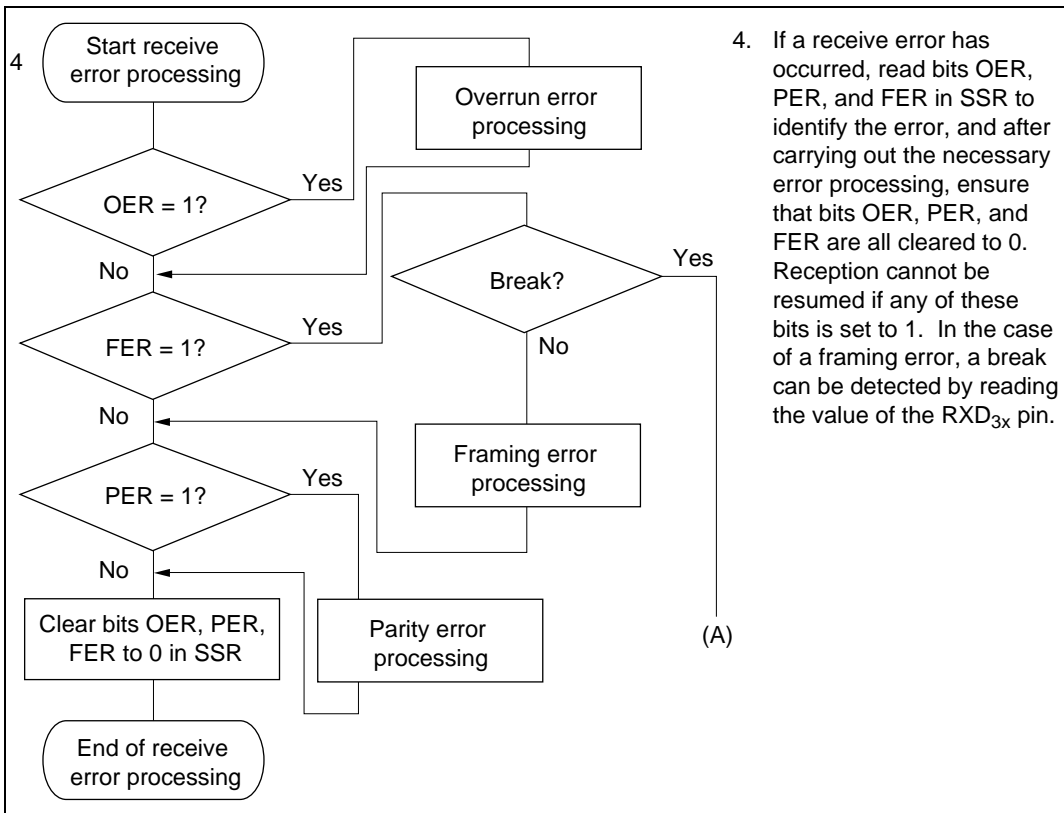 4
Start receive
error processing
Overrun error
processing
Yes
OER = 1?
No
Yes
Break?
Yes
FER = 1?
No
No
Framing error
processing
Yes
PER = 1?
No
Clear bits OER, PER,
FER to 0 in SSR
Parity error
processing
(A)
End of receive
error processing
4. If a receive error has
occurred, read bits OER,
PER, and FER in SSR to
identify the error, and after
carrying out the necessary
error processing, ensure
that bits OER, PER, and
FER are all cleared to 0.
Reception cannot be
resumed if any of these
bits is set to 1. In the case
of a framing error, a break
can be detected by reading
the value of the RXD3x pin.